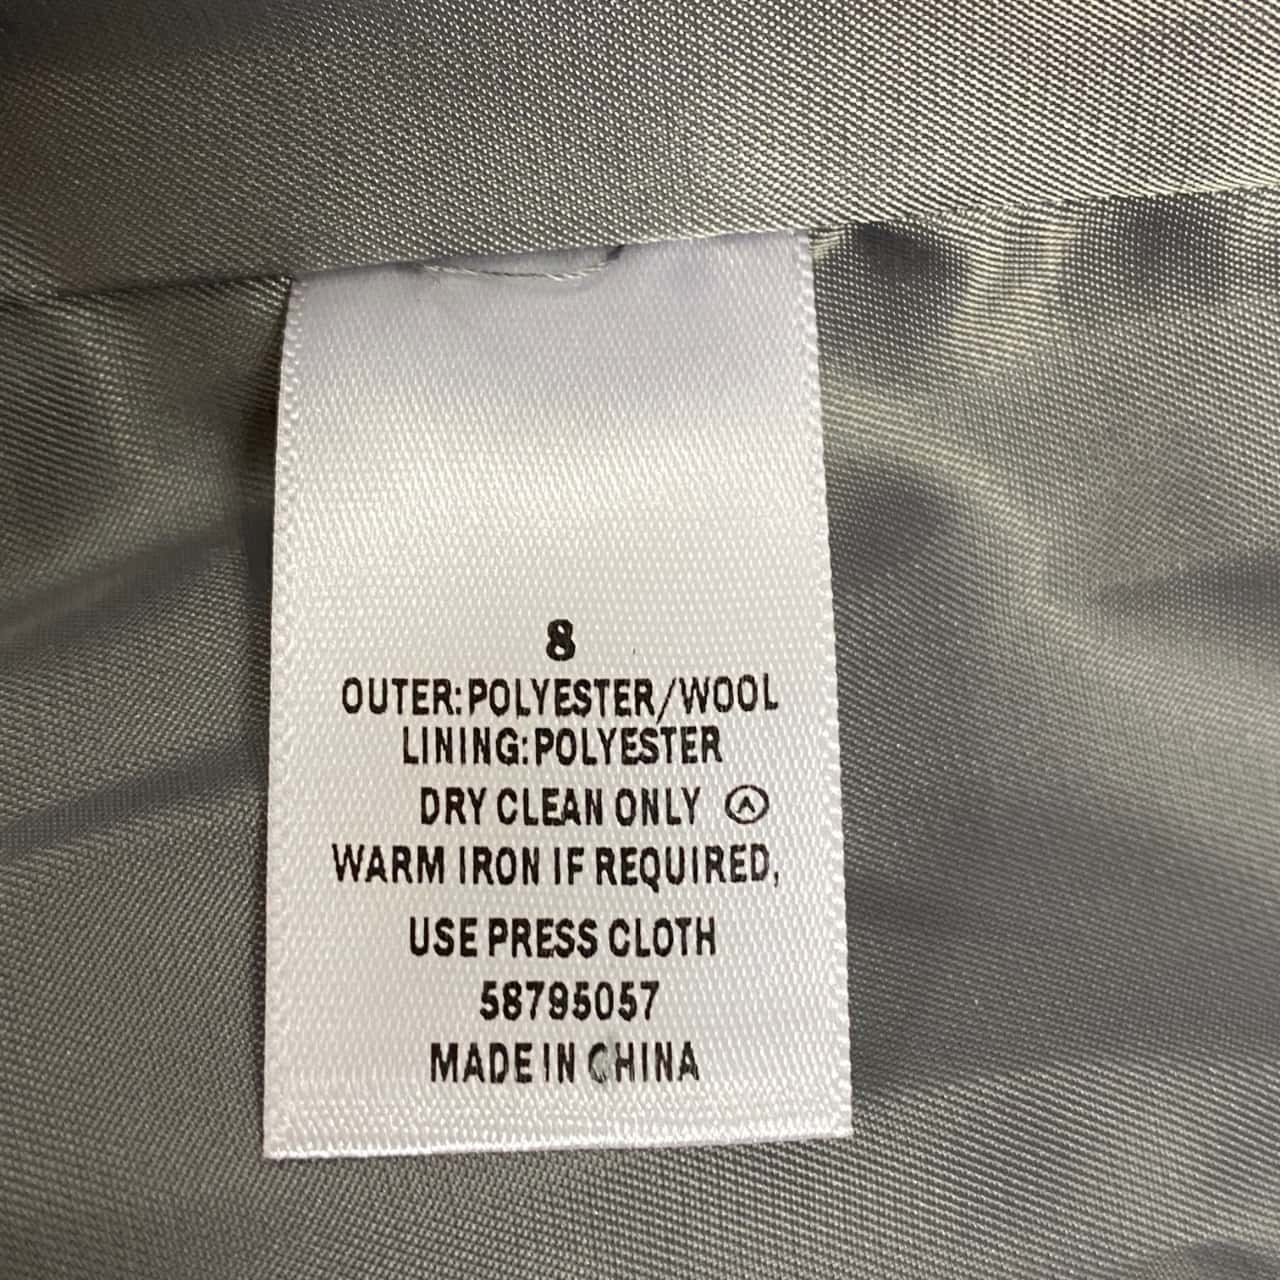 8
OUTER:POLYESTER/WOOL
LINING:POLYESTER
DRY CLEAN ONLY Ⓐ
WARM IRON IF REQUIRED,
USE PRESS CLOTH
58795057
MADE IN CHINA